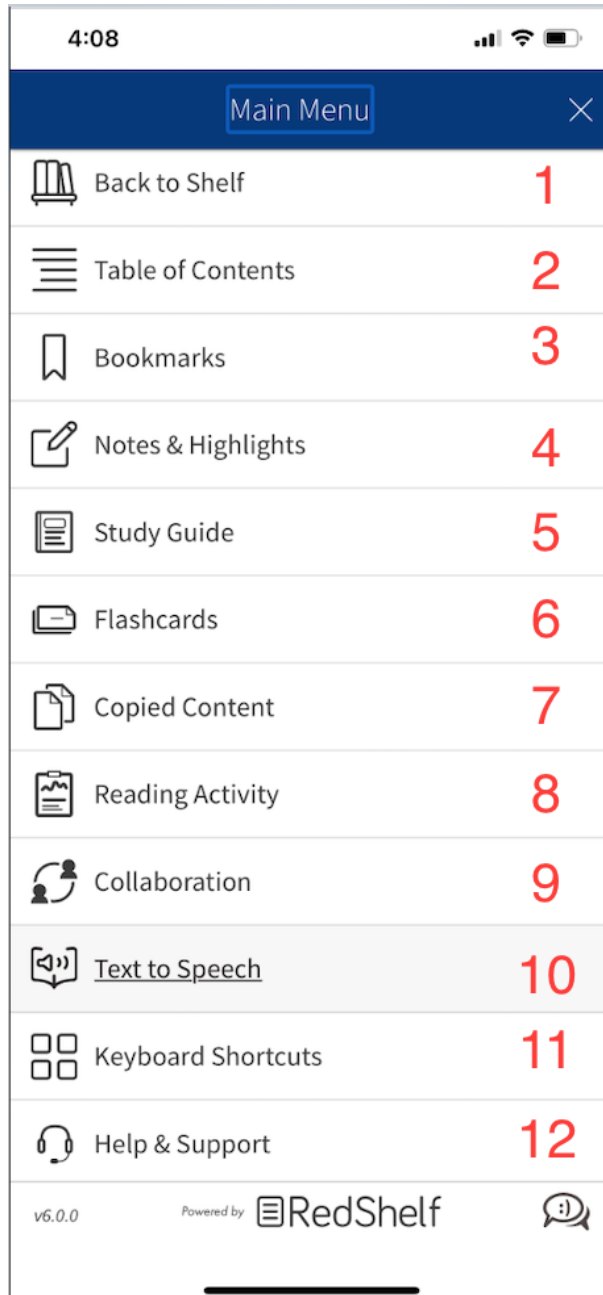 4:08
Main Menu
Back to Shelf 1
Table of Contents 2
Bookmarks 3
Notes & Highlights 4
Study Guide 5
Flashcards 6
Copied Content 7
Reading Activity 8
Collaboration 9
Text to Speech 10
Keyboard Shortcuts 11
Help & Support 12
v6.0.0 Powered by RedShelf :)